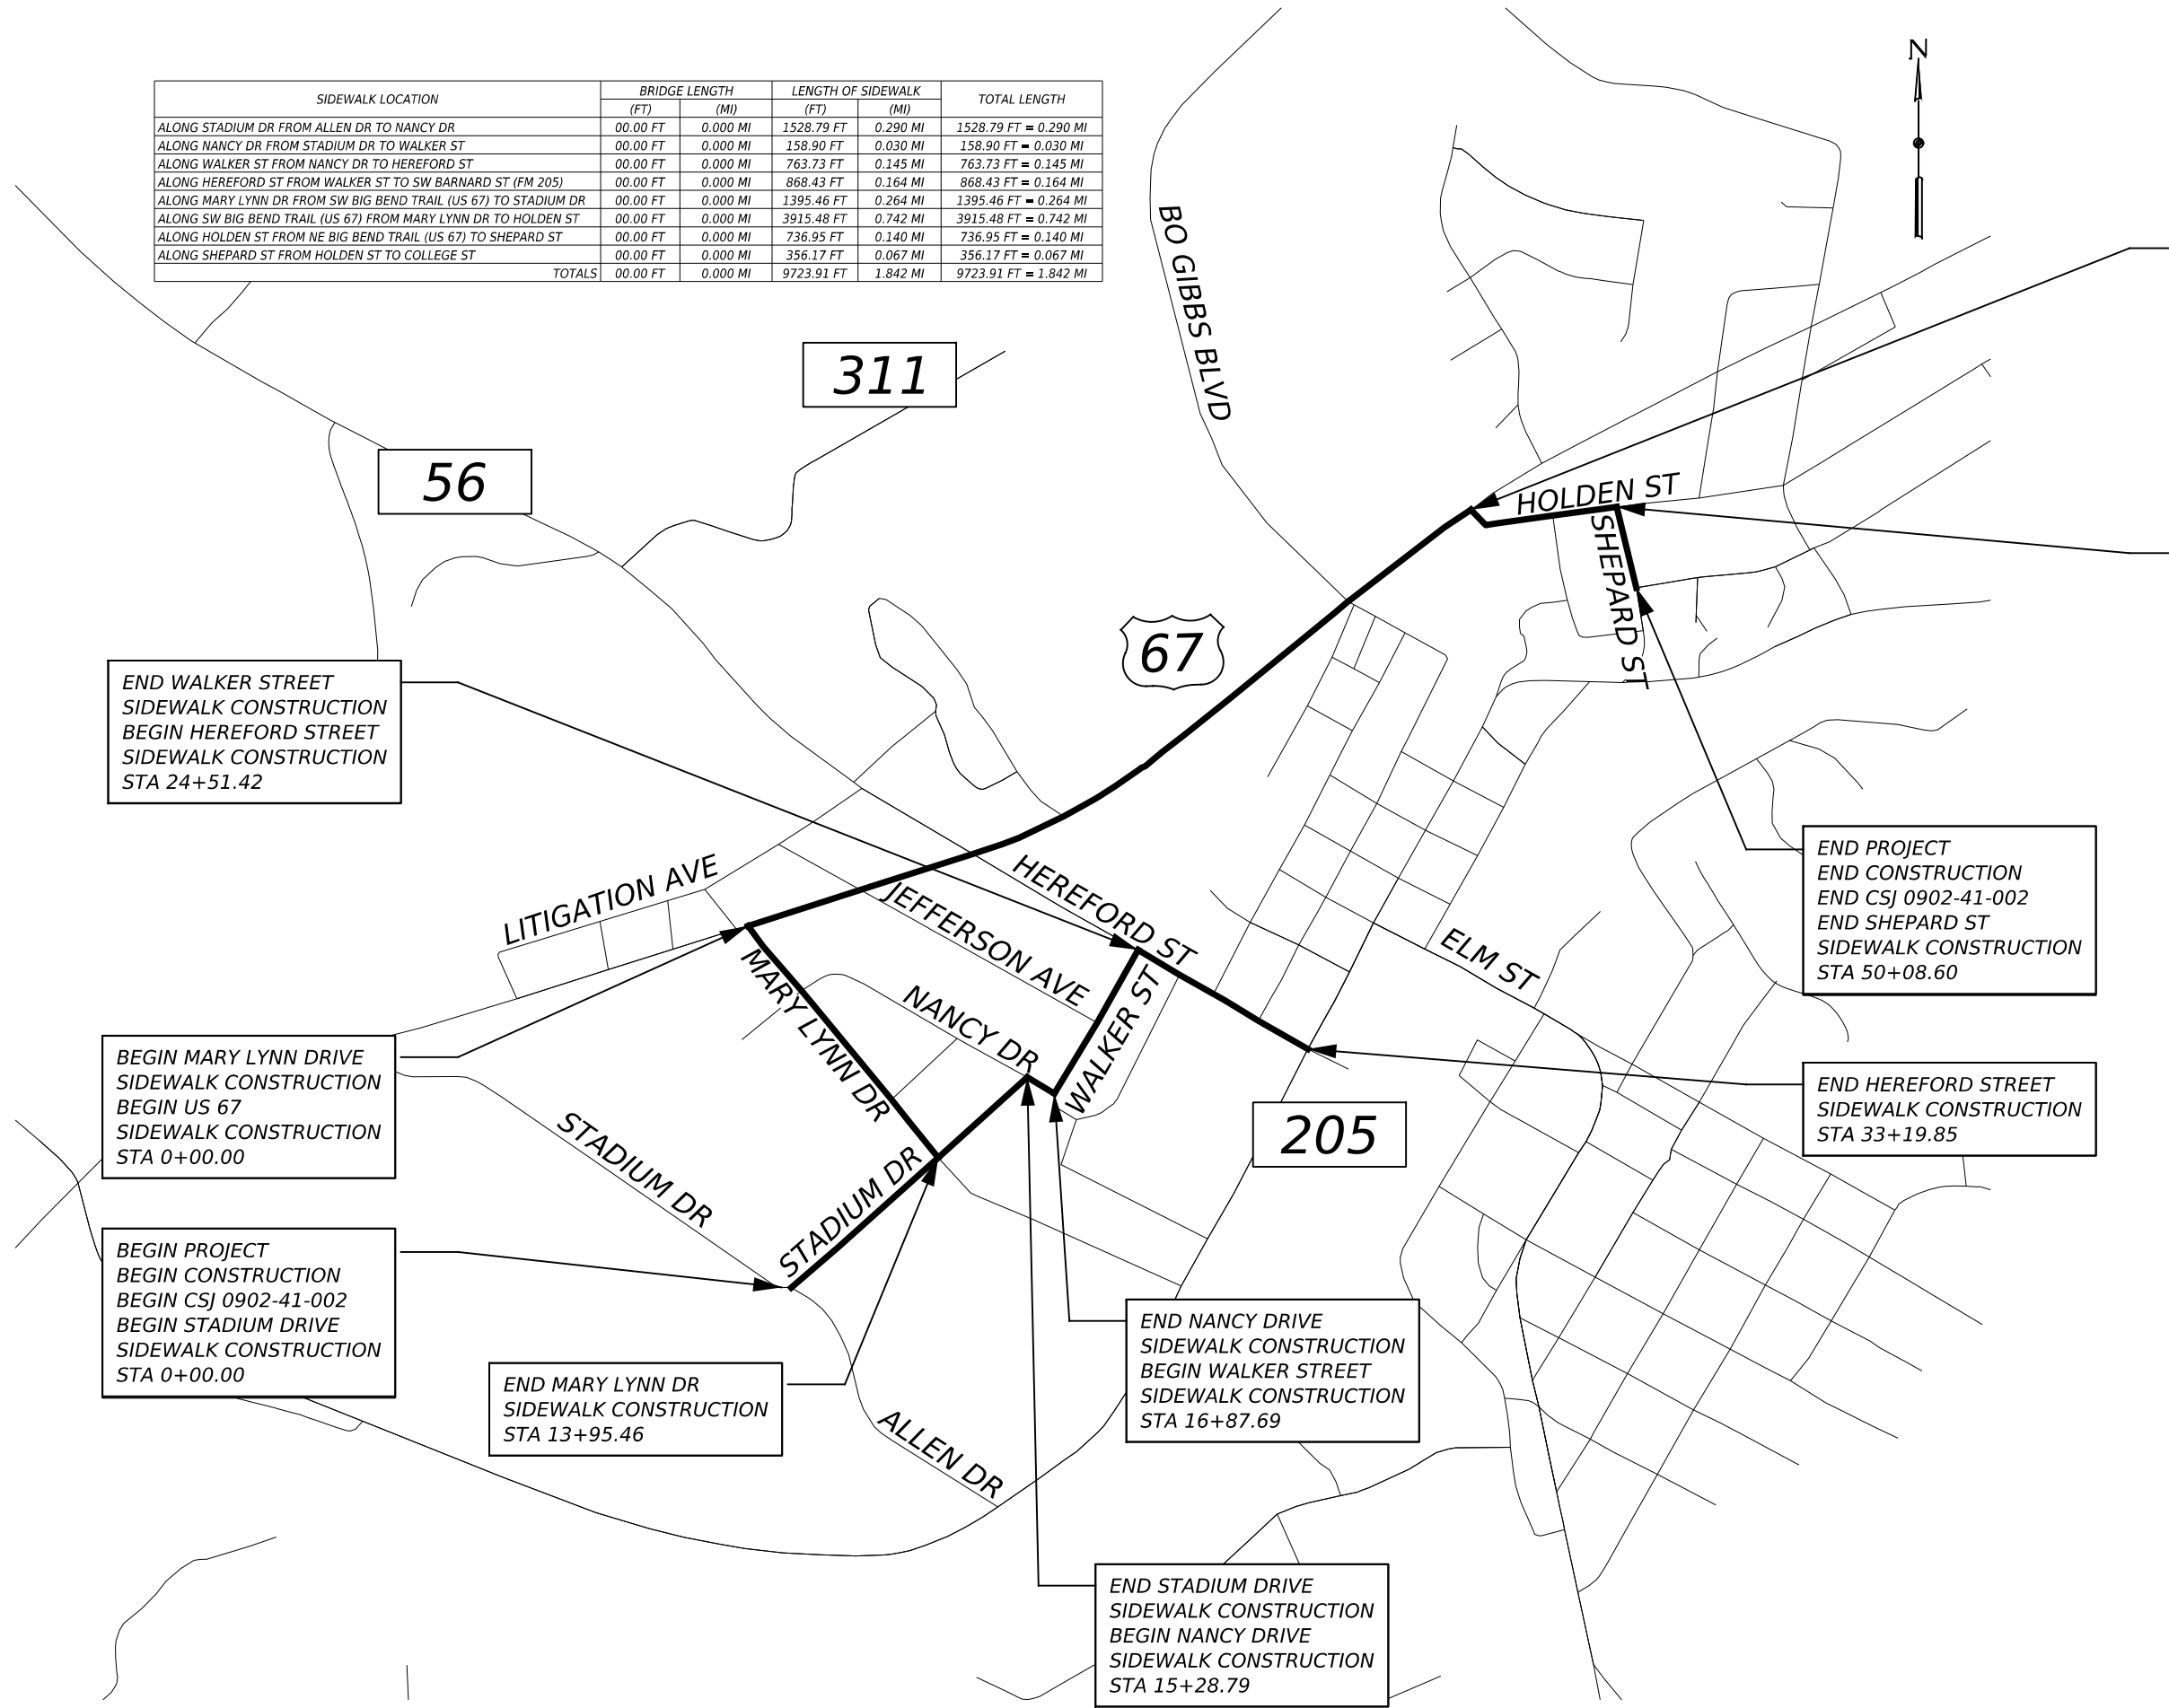 N
SIDEWALK LOCATION BRIDGE LENGTH LENGTH OF SIDEWALK TOTAL LENGTH
(FT) (MI) (FT) (MI)
ALONG STADIUM DR FROM ALLEN DR TO NANCY DR 00.00 FT 0.000 MI 1528.79 FT 0.290 MI 1528.79 FT = 0.290 MI
ALONG NANCY DR FROM STADIUM DR TO WALKER ST 00.00 FT 0.000 MI 158.90 FT 0.030 MI 158.90 FT = 0.030 MI
ALONG WALKER ST FROM NANCY DR TO HEREFORD ST 00.00 FT 0.000 MI 763.73 FT 0.145 MI 763.73 FT = 0.145 MI
ALONG HEREFORD ST FROM WALKER ST TO SW BARNARD ST (FM 205) 00.00 FT 0.000 MI 868.43 FT 0.164 MI 868.43 FT = 0.164 MI
ALONG MARY LYNN DR FROM SW BIG BEND TRAIL (US 67) TO STADIUM DR 00.00 FT 0.000 MI 1395.46 FT 0.264 MI 1395.46 FT = 0.264 MI
ALONG SW BIG BEND TRAIL (US 67) FROM MARY LYNN DR TO HOLDEN ST 00.00 FT 0.000 MI 3915.48 FT 0.742 MI 3915.48 FT = 0.742 MI
ALONG HOLDEN ST FROM NE BIG BEND TRAIL (US 67) TO SHEPARD ST 00.00 FT 0.000 MI 736.95 FT 0.140 MI 736.95 FT = 0.140 MI
ALONG SHEPARD ST FROM HOLDEN ST TO COLLEGE ST 00.00 FT 0.000 MI 356.17 FT 0.067 MI 356.17 FT = 0.067 MI
TOTALS 00.00 FT 0.000 MI 9723.91 FT 1.842 MI 9723.91 FT = 1.842 MI
BO GIBBS BLVD
311
56
HOLDEN ST
SHEPARD ST
67
END WALKER STREET
SIDEWALK CONSTRUCTION
BEGIN HEREFORD STREET
SIDEWALK CONSTRUCTION
STA 24+51.42
END PROJECT
END CONSTRUCTION
END CSJ 0902-41-002
END SHEPARD ST
SIDEWALK CONSTRUCTION
STA 50+08.60
LITIGATION AVE
HEREFORD ST
JEFFERSON AVE
ELM ST
MARY LYNN DR
NANCY DR
WALKER ST
BEGIN MARY LYNN DRIVE
SIDEWALK CONSTRUCTION
BEGIN US 67
SIDEWALK CONSTRUCTION
STA 0+00.00
END HEREFORD STREET
SIDEWALK CONSTRUCTION
STA 33+19.85
205
STADIUM DR
STADIUM DR
BEGIN PROJECT
BEGIN CONSTRUCTION
BEGIN CSJ 0902-41-002
BEGIN STADIUM DRIVE
SIDEWALK CONSTRUCTION
STA 0+00.00
END MARY LYNN DR
SIDEWALK CONSTRUCTION
STA 13+95.46
END NANCY DRIVE
SIDEWALK CONSTRUCTION
BEGIN WALKER STREET
SIDEWALK CONSTRUCTION
STA 16+87.69
ALLEN DR
END STADIUM DRIVE
SIDEWALK CONSTRUCTION
BEGIN NANCY DRIVE
SIDEWALK CONSTRUCTION
STA 15+28.79